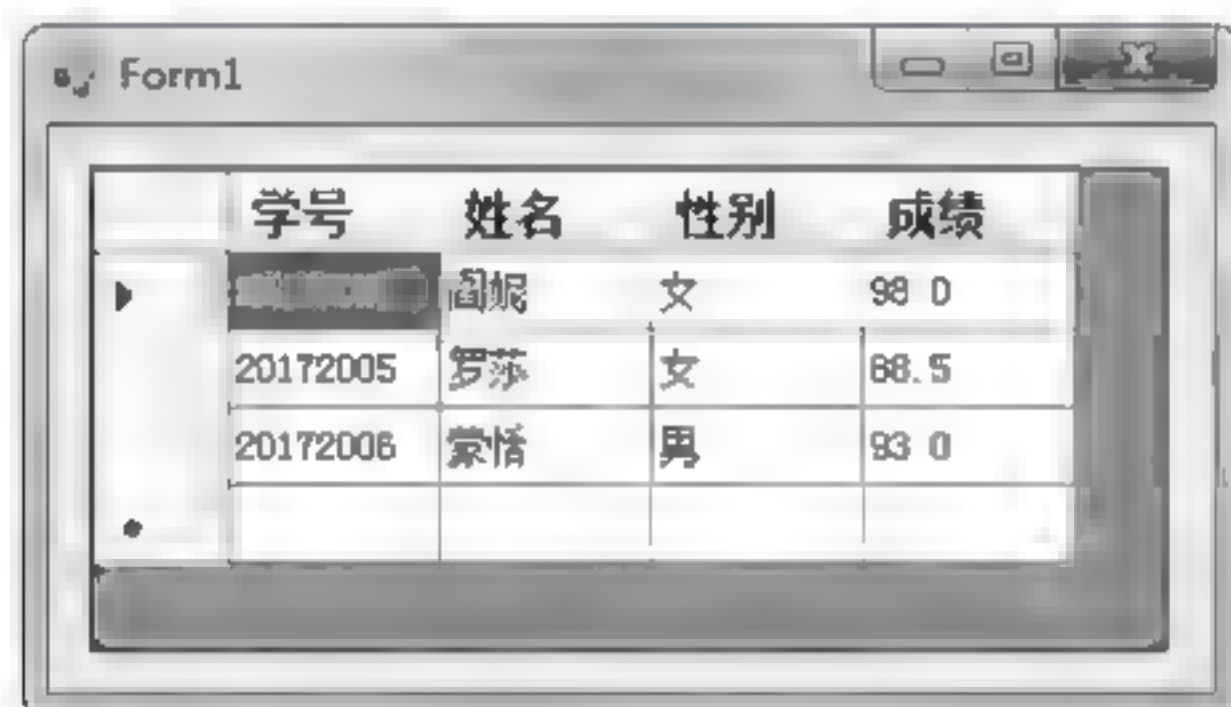 Form1
学号 姓名 性别 成绩
闫妮 女 98 0
20172005 罗莎 女 88.5
20172006 蒙恬 男 93 0